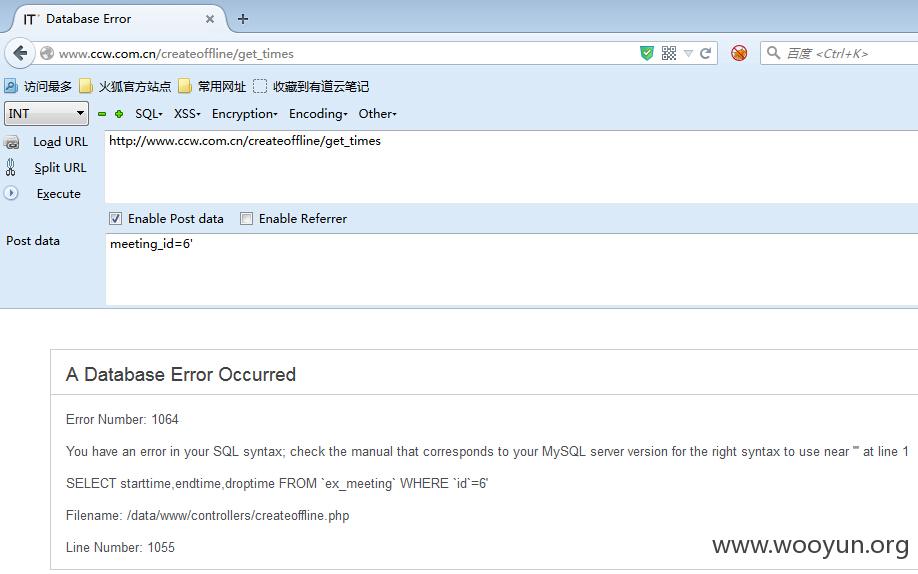 IT Database Error
www.ccw.com.cn/createoffline/get_times
百度 <Ctrl+K>
访问最多 火狐官方站点 常用网址 收藏到有道云笔记
INT SQL XSS Encryption Encoding Other
Load URL
http://www.ccw.com.cn/createoffline/get_times
Split URL
Execute
Enable Post data Enable Referrer
Post data
meeting_id=6'
A Database Error Occurred
Error Number: 1064
You have an error in your SQL syntax; check the manual that corresponds to your MySQL server version for the right syntax to use near ''' at line 1
SELECT starttime,endtime,droptime FROM `ex_meeting` WHERE `id`=6'
Filename: /data/www/controllers/createoffline.php
Line Number: 1055
www.wooyun.org